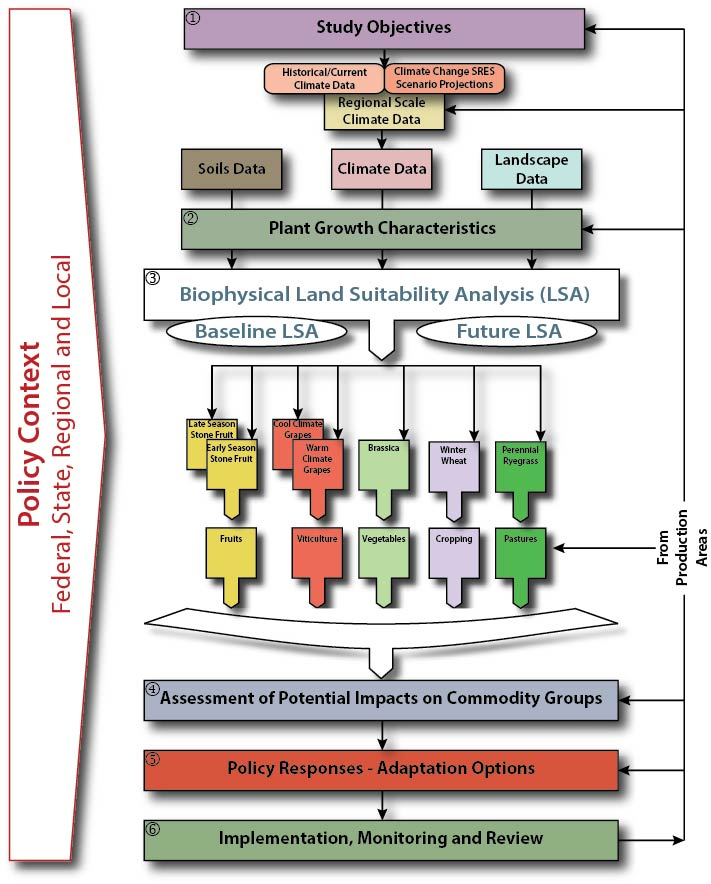 ① Study Objectives
Historical/Current
Climate Data
Climate Change SRES
Scenario Projections
Regional Scale
Climate Data
Soils Data
Climate Data
Landscape
Data
② Plant Growth Characteristics
③ Biophysical Land Suitability Analysis (LSA)
Baseline LSA
Future LSA
Late Season
Stone Fruit
Early Season
Stone Fruit
Cool Climate
Grapes
Warm
Climate
Grapes
Brassica
Winter
Wheat
Perennial
Ryegrass
Fruits
Viticulture
Vegetables
Cropping
Pastures
④ Assessment of Potential Impacts on Commodity Groups
⑤ Policy Responses - Adaptation Options
⑥ Implementation, Monitoring and Review
Policy Context
Federal, State, Regional and Local
From
Production
Areas